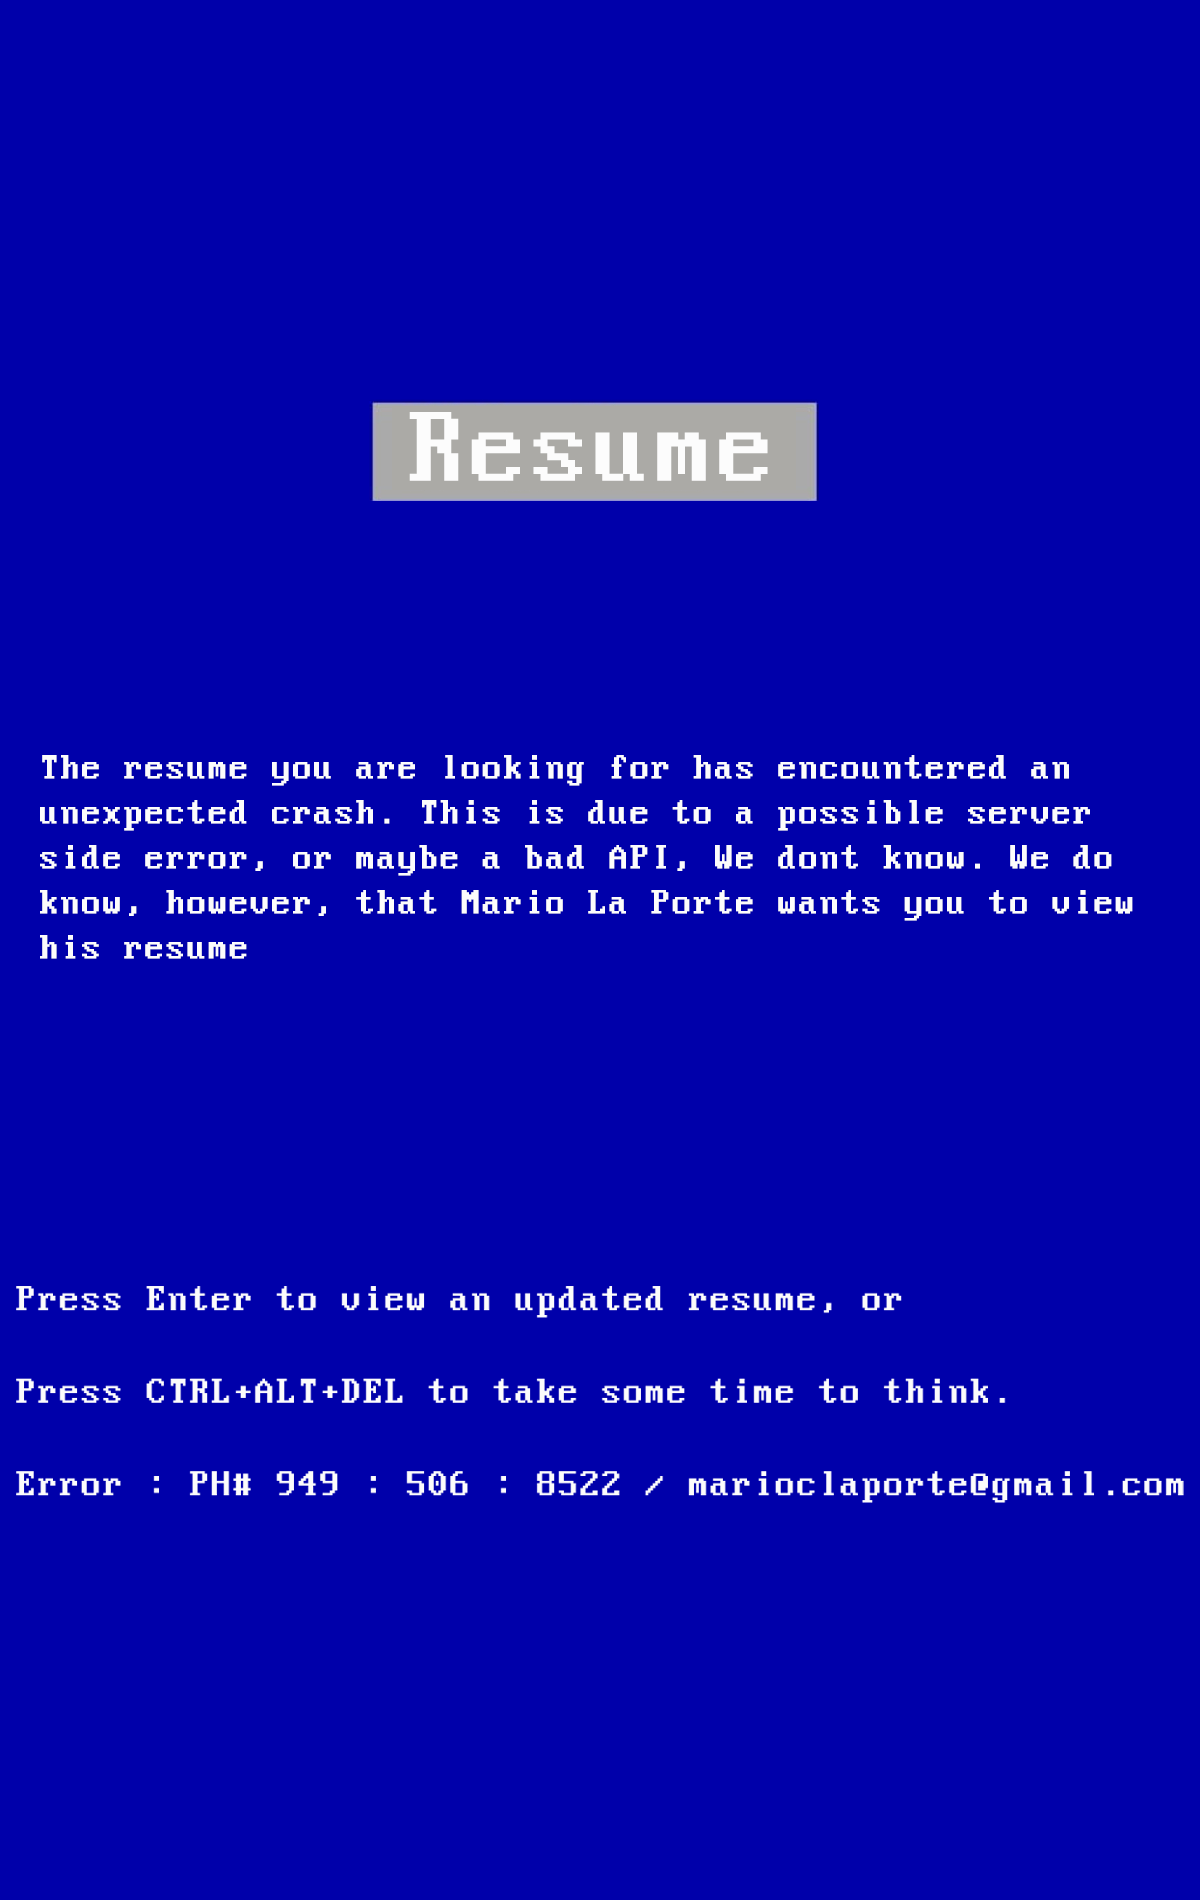 Resume
The resume you are looking for has encountered an
unexpected crash. This is due to a possible server
side error, or maybe a bad API, We dont know. We do
know, however, that Mario La Porte wants you to view
his resume
Press Enter to view an updated resume, or
Press CTRL+ALT+DEL to take some time to think.
Error : PH# 949 : 506 : 8522 / marioclaporte@gmail.com